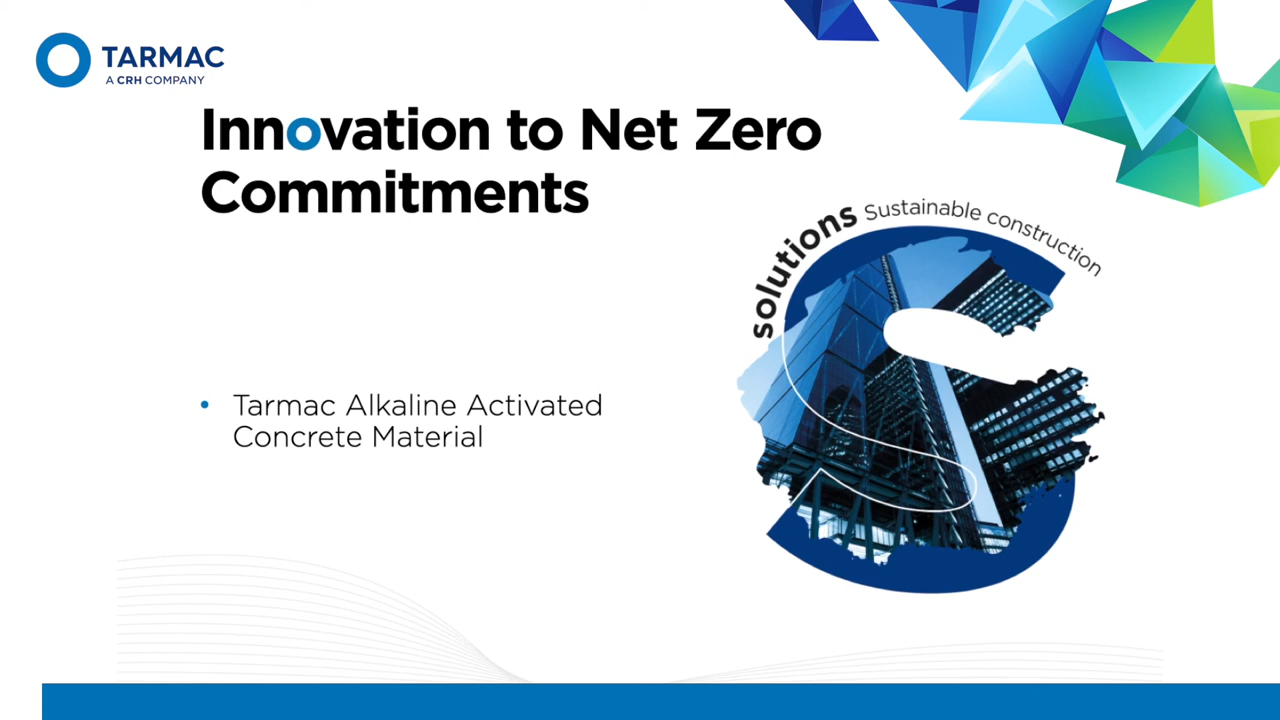 TARMAC
A CRH COMPANY
Innovation to Net Zero
Commitments
solutions Sustainable construction
• Tarmac Alkaline Activated
Concrete Material